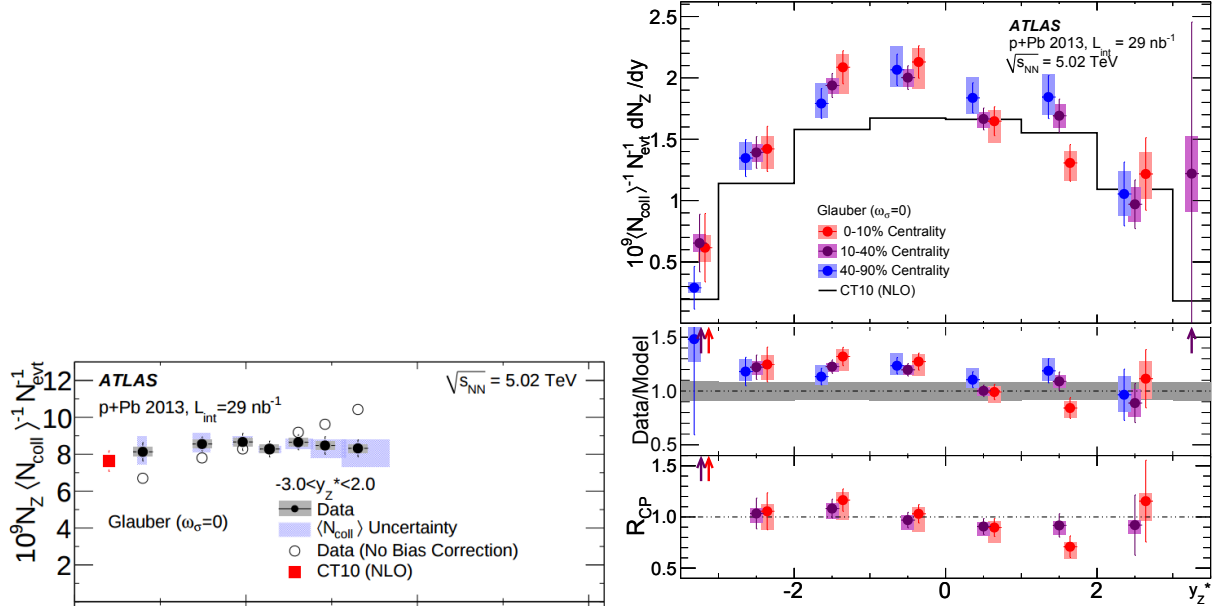 ATLAS
√s_NN = 5.02 TeV
p+Pb 2013, L_int=29 nb⁻¹
-3.0<y_Z*<2.0
Data
⟨N_coll⟩ Uncertainty
Data (No Bias Correction)
CT10 (NLO)
Glauber (ω_σ=0)
10⁹N_Z ⟨N_coll⟩⁻¹ N_evt⁻¹
12
10
8
6
4
2
ATLAS
p+Pb 2013, L_int = 29 nb⁻¹
√s_NN = 5.02 TeV
10⁹⟨N_coll⟩⁻¹ N_evt⁻¹ dN_Z/dy
2.5
2
1.5
1
0.5
Glauber (ω_σ=0)
0-10% Centrality
10-40% Centrality
40-90% Centrality
CT10 (NLO)
Data/Model
1.5
1.0
0.5
R_CP
1.5
1.0
0.5
-2 0 2 y_Z*